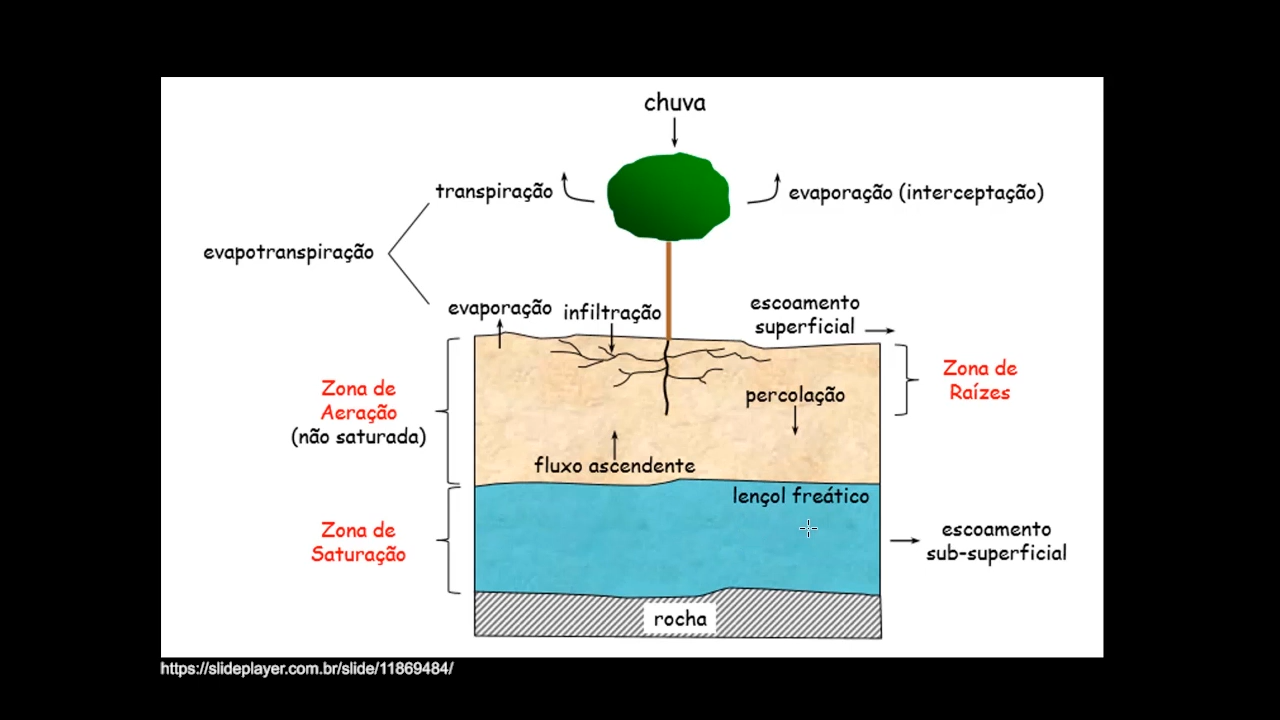 chuva
transpiração
evaporação (interceptação)
evapotranspiração
evaporação
infiltração
escoamento
superficial
Zona de
Aeração
(não saturada)
Zona de
Raízes
percolação
fluxo ascendente
lençol freático
Zona de
Saturação
escoamento
sub-superficial
rocha
https://slideplayer.com.br/slide/11869484/